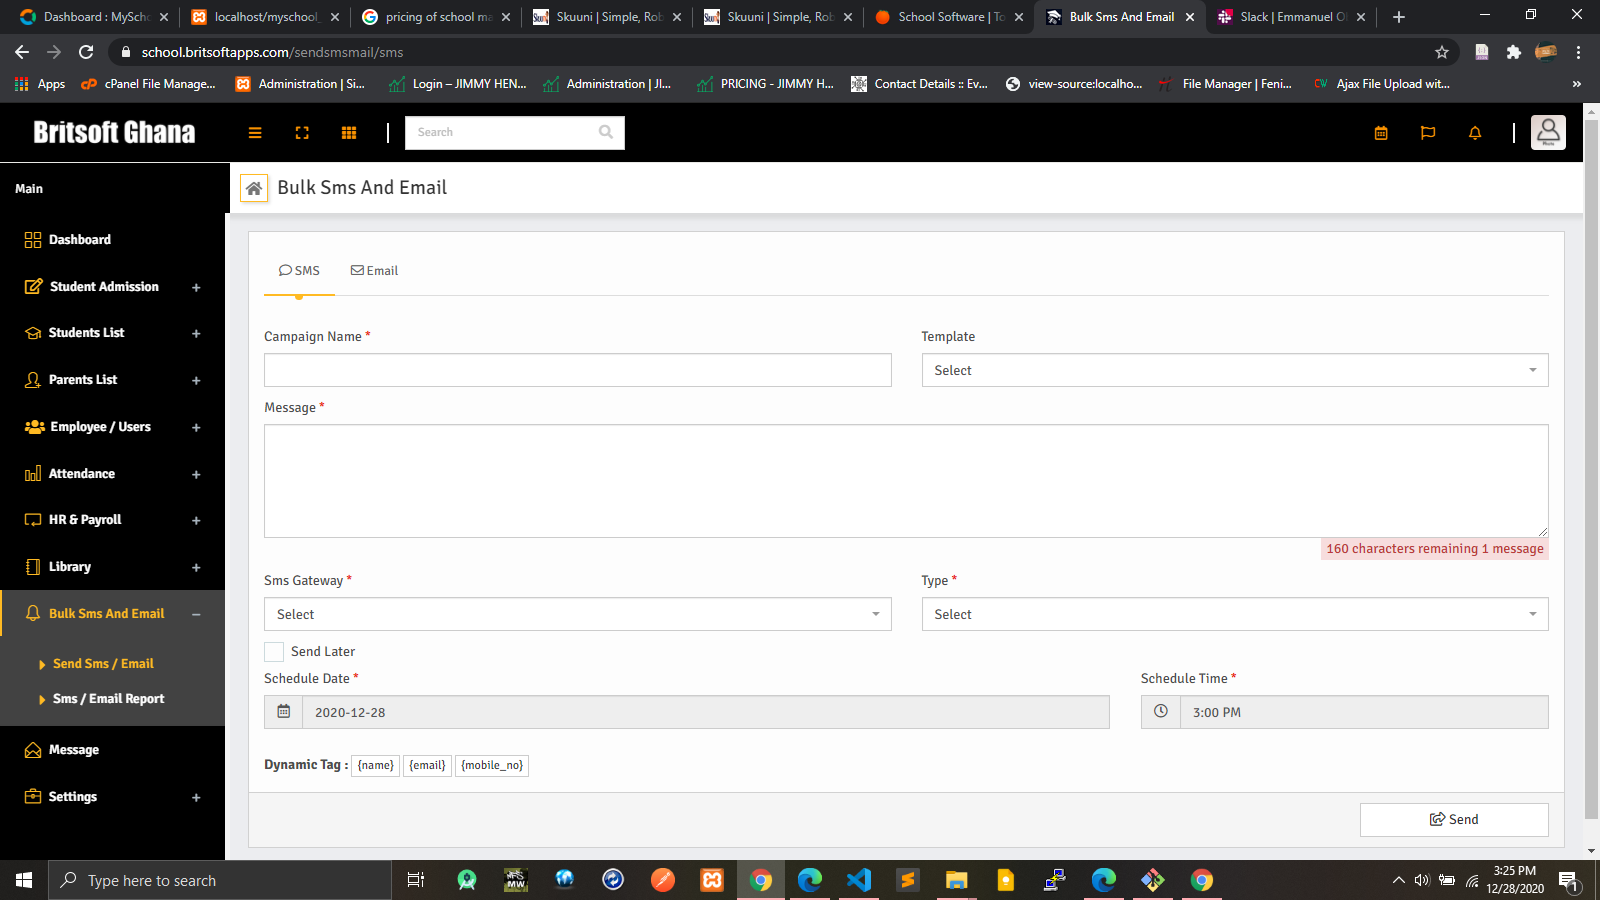 Dashboard : MySch
localhost/myschool_
pricing of school ma
Skuuni | Simple, Rob
Skuuni | Simple, Rob
School Software | To
Bulk Sms And Email
Slack | Emmanuel Ol
school.britsoftapps.com/sendsmsmail/sms
Apps
cPanel File Manage...
Administration | Si...
Login – JIMMY HEN...
Administration | JI...
PRICING - JIMMY H...
Contact Details :: Ev...
view-source:localho...
File Manager | Feni...
Ajax File Upload wit...
»
Britsoft Ghana
Search
Main
Bulk Sms And Email
Dashboard
Student Admission +
Students List +
Parents List +
Employee / Users +
Attendance +
HR & Payroll +
Library +
Bulk Sms And Email −
Send Sms / Email
Sms / Email Report
Message
Settings +
SMS
Email
Campaign Name *
Template
Select
Message *
160 characters remaining 1 message
Sms Gateway *
Type *
Select
Select
Send Later
Schedule Date *
Schedule Time *
2020-12-28
3:00 PM
Dynamic Tag : {name} {email} {mobile_no}
Send
Type here to search
3:25 PM
12/28/2020
1